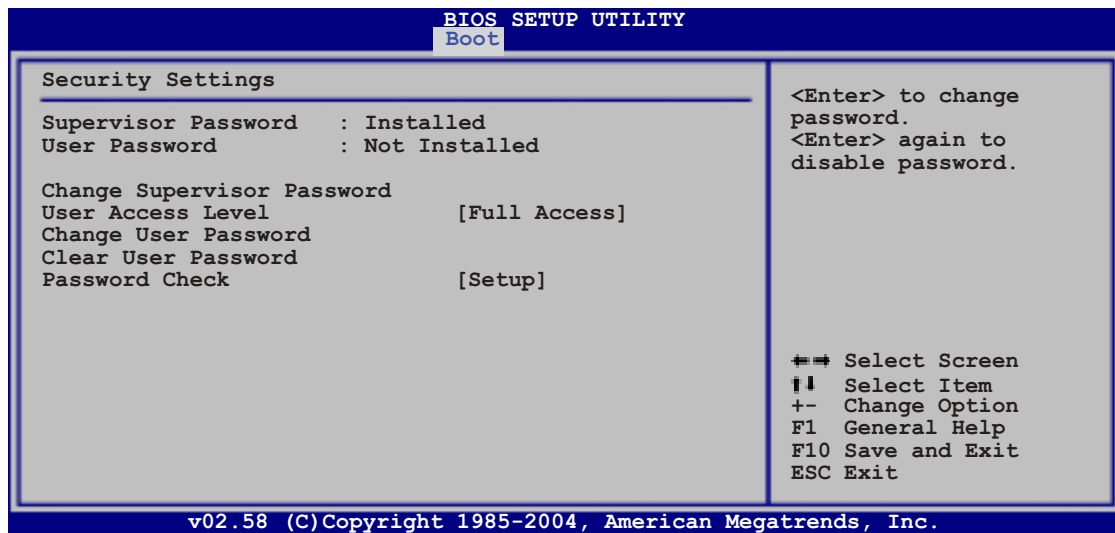 BIOS SETUP UTILITY
Boot
Security Settings
Supervisor Password : Installed
User Password : Not Installed
Change Supervisor Password
User Access Level [Full Access]
Change User Password
Clear User Password
Password Check [Setup]
<Enter> to change
password.
<Enter> again to
disable password.
←→ Select Screen
↑↓ Select Item
+- Change Option
F1 General Help
F10 Save and Exit
ESC Exit
v02.58 (C)Copyright 1985-2004, American Megatrends, Inc.